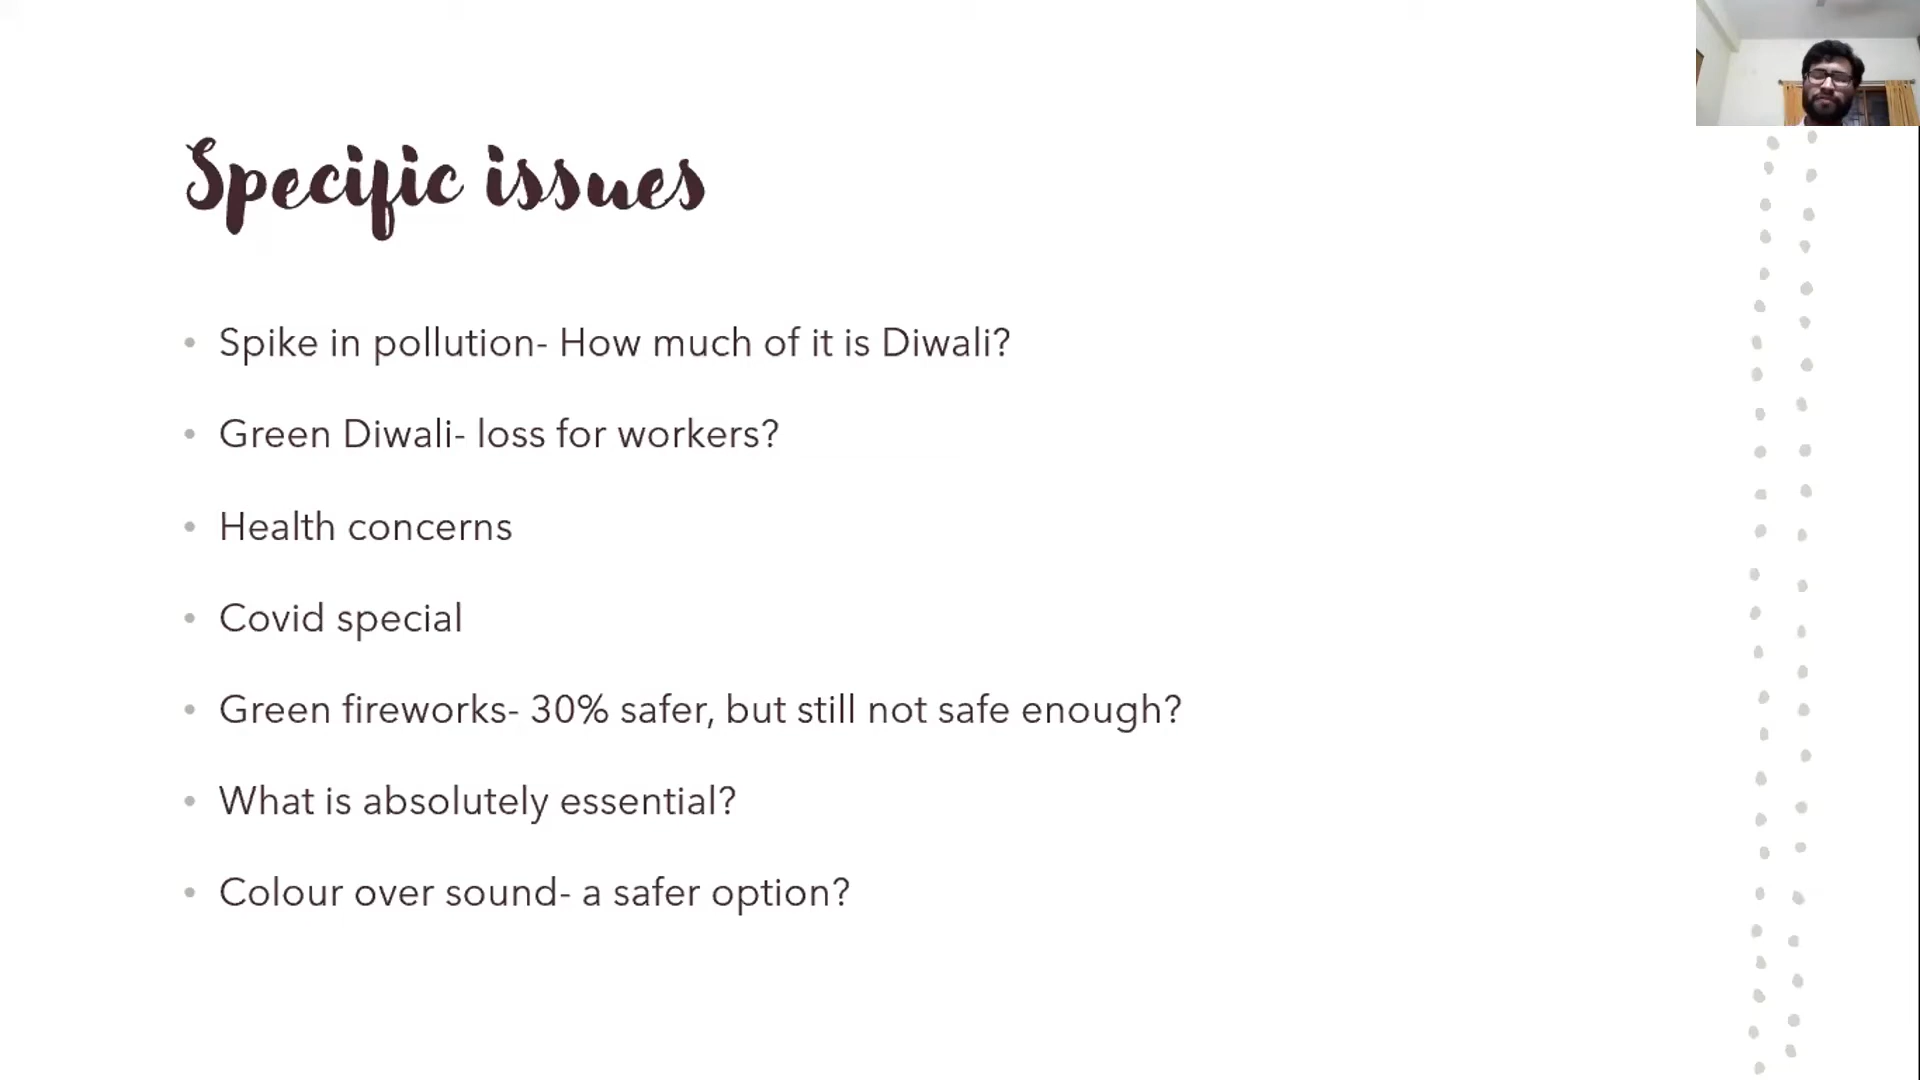 Specific issues
Spike in pollution- How much of it is Diwali?
Green Diwali- loss for workers?
Health concerns
Covid special
Green fireworks- 30% safer, but still not safe enough?
What is absolutely essential?
Colour over sound- a safer option?